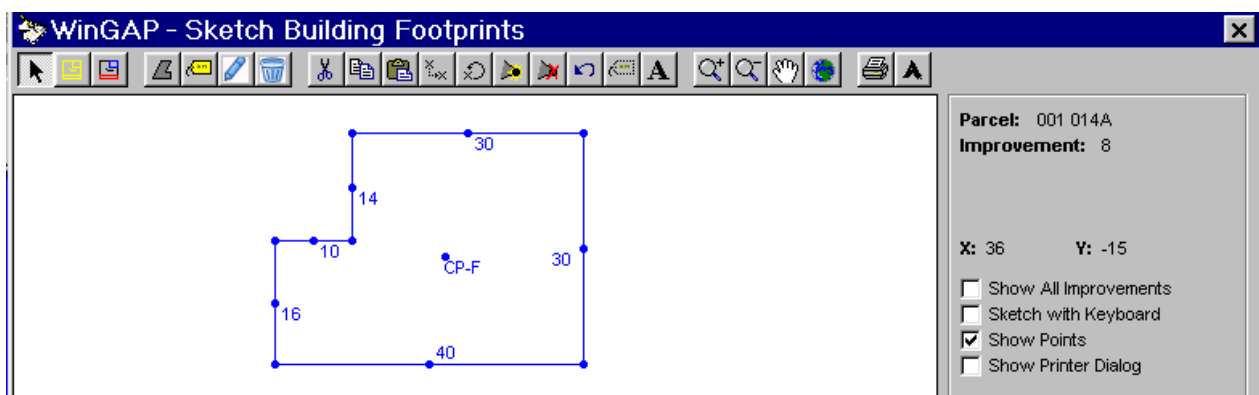 WinGAP - Sketch Building Footprints
A
30
14
10
CP-F
30
16
40
Parcel: 001 014A
Improvement: 8
X: 36 Y: -15
Show All Improvements
Sketch with Keyboard
Show Points
Show Printer Dialog